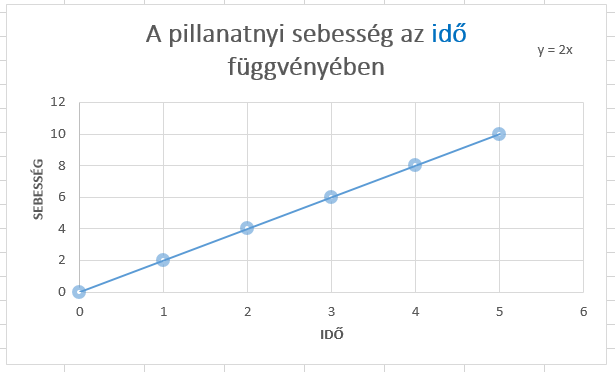 A pillanatnyi sebesség az idő
függvényében
y = 2x
SEBESSÉG
12
10
8
6
4
2
0
0 1 2 3 4 5 6
IDŐ